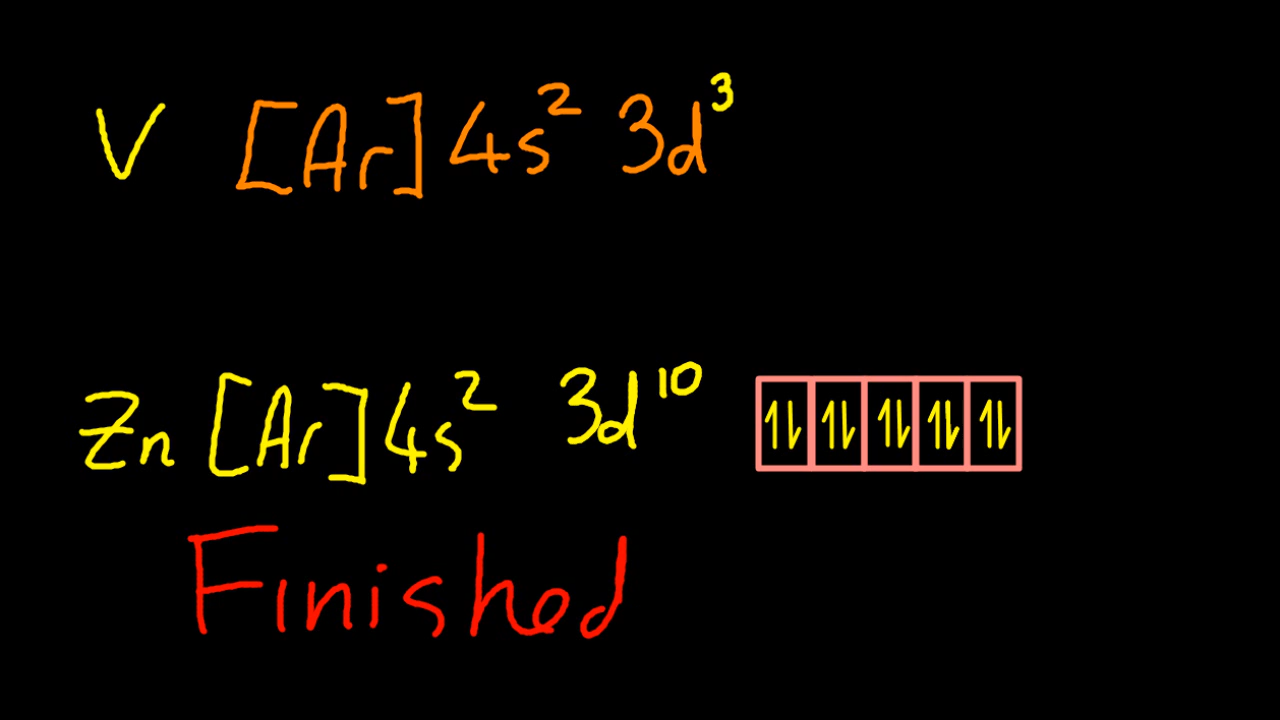 V [Ar] 4s² 3d³
Zn [Ar] 4s² 3d¹⁰ ⥮ ⥮ ⥮ ⥮ ⥮
Finished